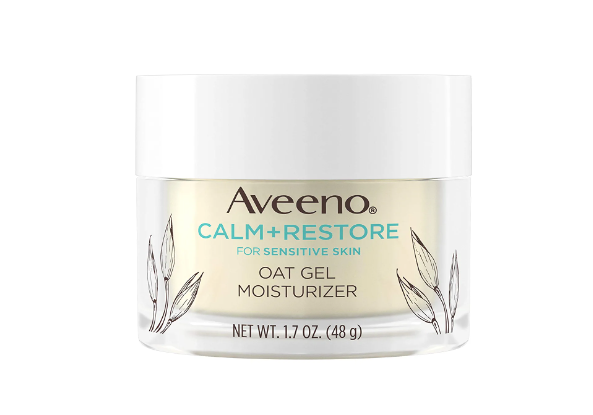 Aveeno®
CALM+RESTORE
FOR SENSITIVE SKIN
OAT GEL
MOISTURIZER
NET WT. 1.7 OZ. (48 g)